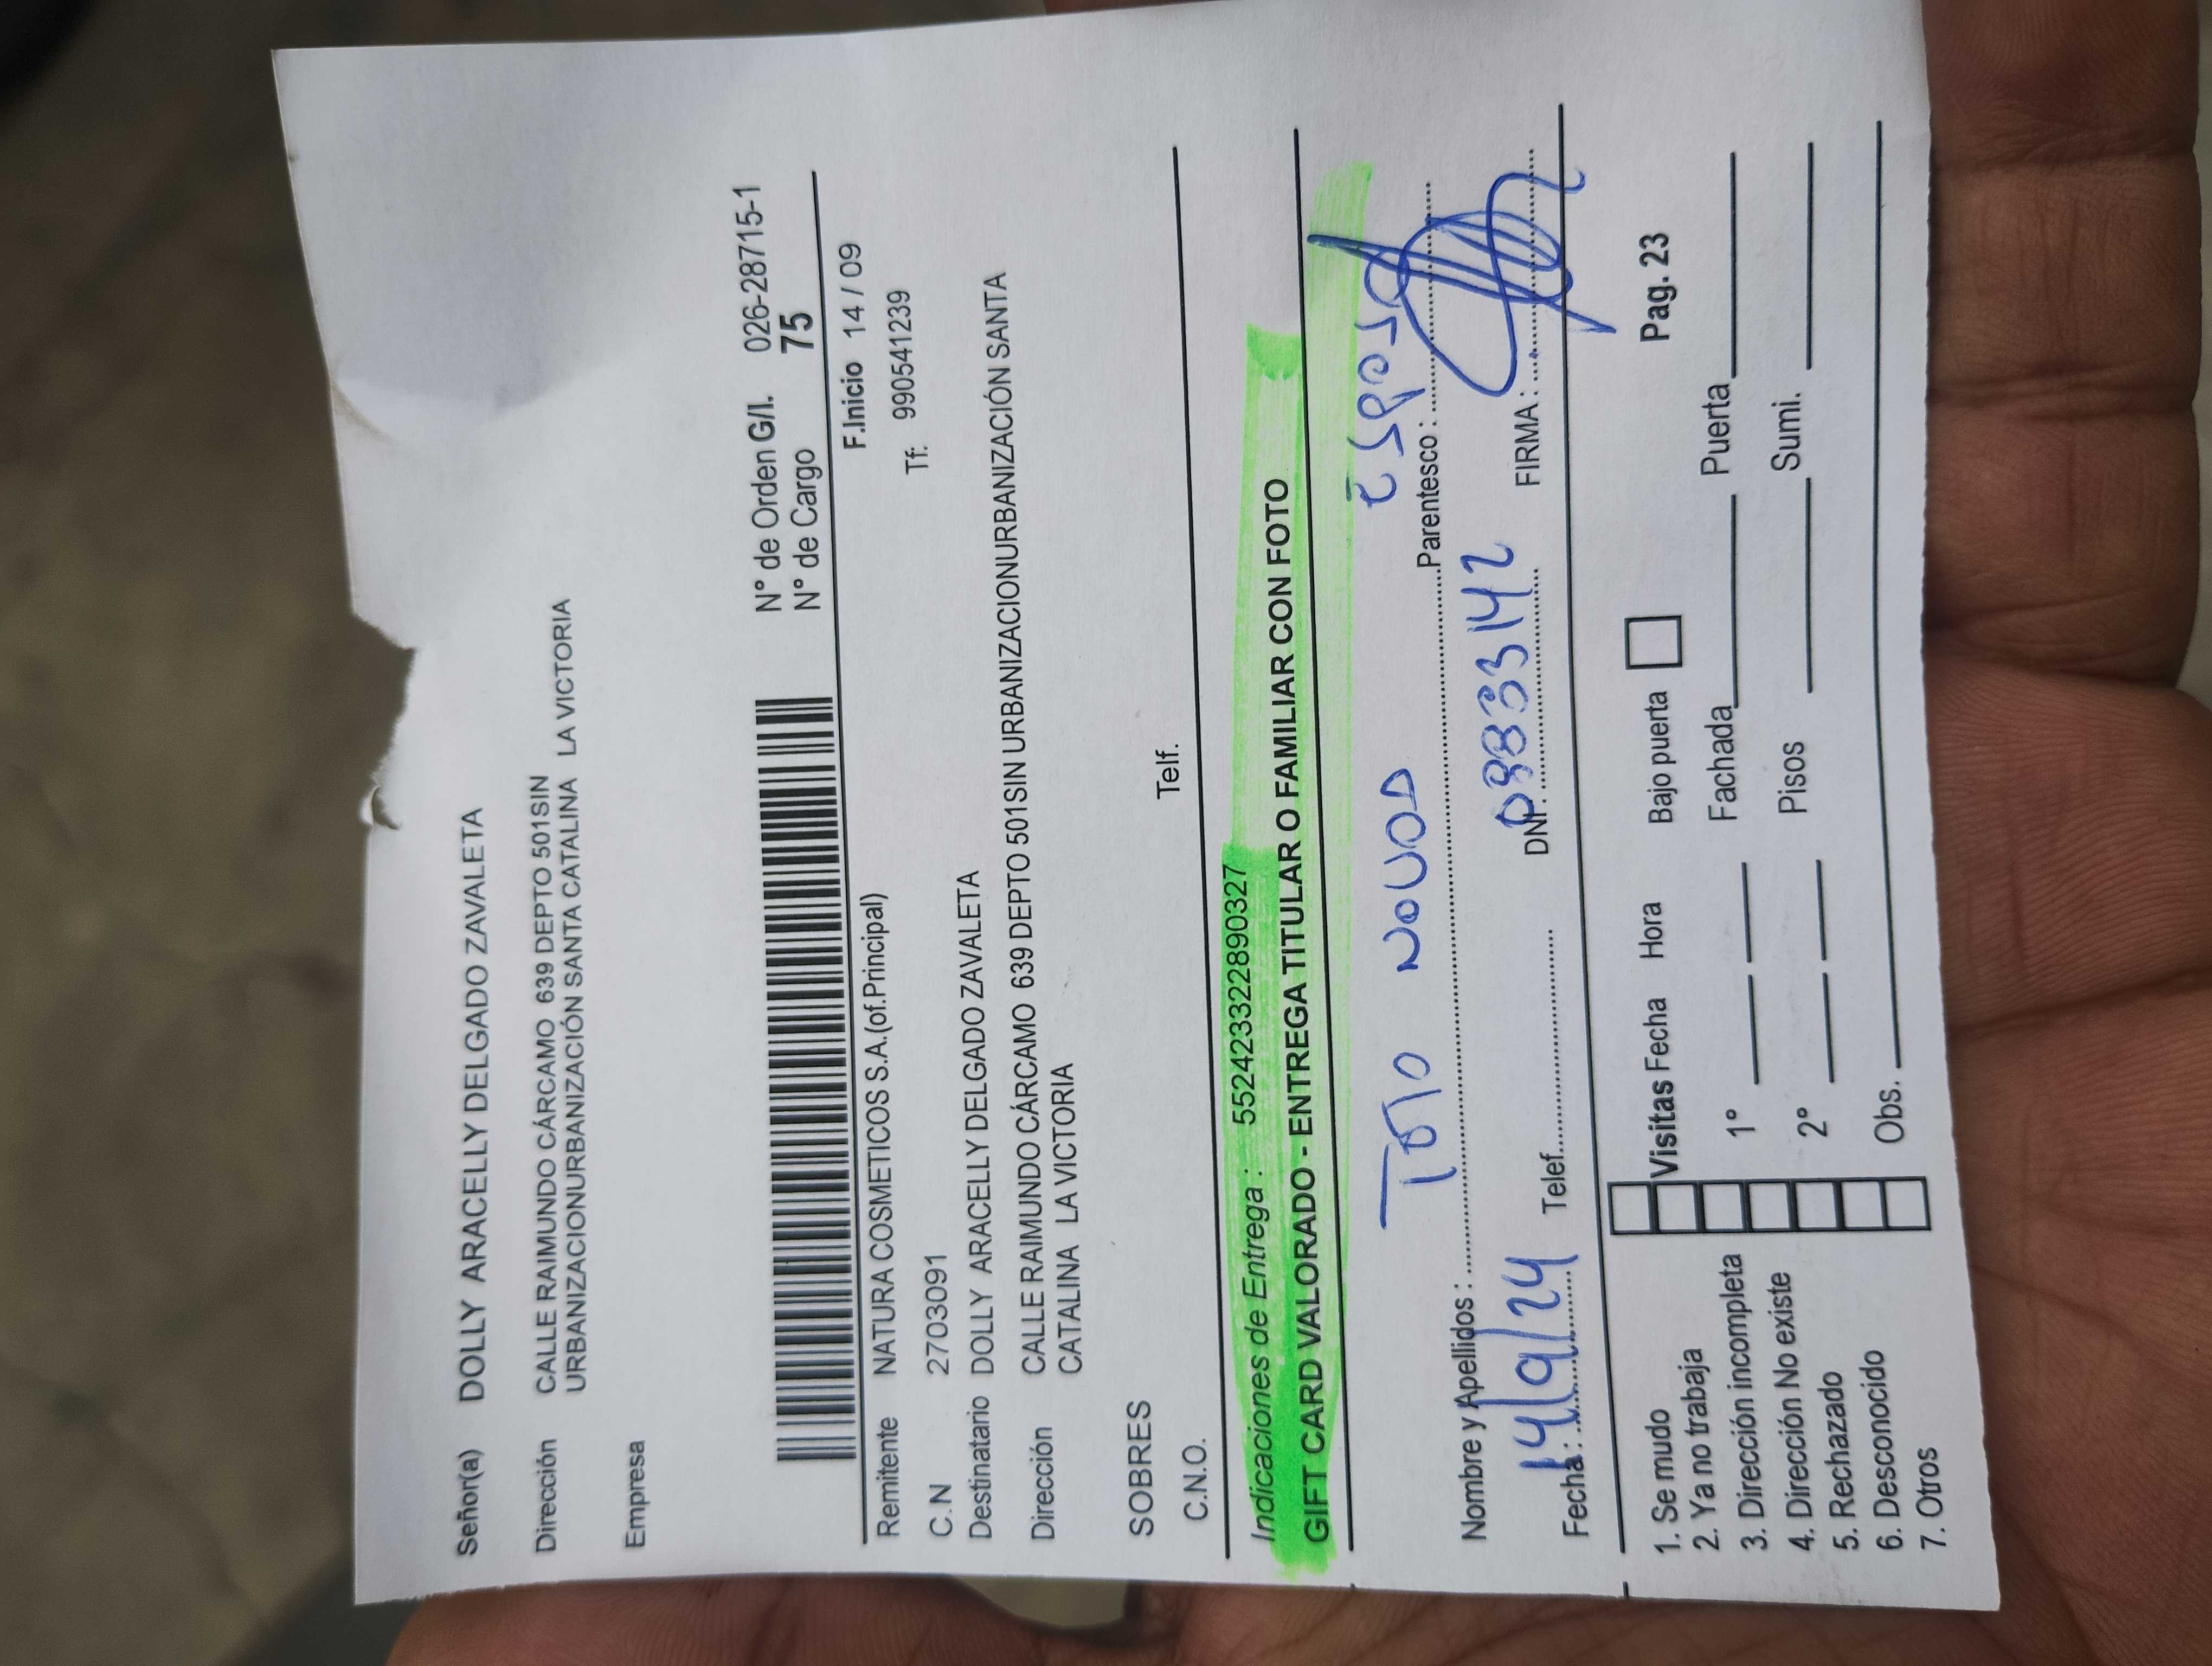 Señor(a) DOLLY ARACELLY DELGADO ZAVALETA
Dirección CALLE RAIMUNDO CÁRCAMO 639 DEPTO 501SIN
URBANIZACIONURBANIZACIÓN SANTA CATALINA LA VICTORIA
Empresa
N° de Orden G/I. 026-28715-1
N° de Cargo 75
Remitente NATURA COSMETICOS S.A.(of.Principal) F.Inicio 14 / 09
C.N 2703091 Tf: 990541239
Destinatario DOLLY ARACELLY DELGADO ZAVALETA
Dirección CALLE RAIMUNDO CÁRCAMO 639 DEPTO 501SIN URBANIZACIONURBANIZACIÓN SANTA
CATALINA LA VICTORIA
SOBRES
C.N.O. Telf.
Indicaciones de Entrega : 5524233222890327
GIFT CARD VALORADO - ENTREGA TITULAR O FAMILIAR CON FOTO
Nombre y Apellidos : Parentesco : esposo
Fecha : 14/9/24 Telef. DNI: 09833142 FIRMA :
1. Se mudo Visitas Fecha Hora Bajo puerta Pag. 23
2. Ya no trabaja
3. Dirección incompleta 1° Fachada Puerta
4. Dirección No existe 2° Pisos Sumi.
5. Rechazado
6. Desconocido Obs.
7. Otros